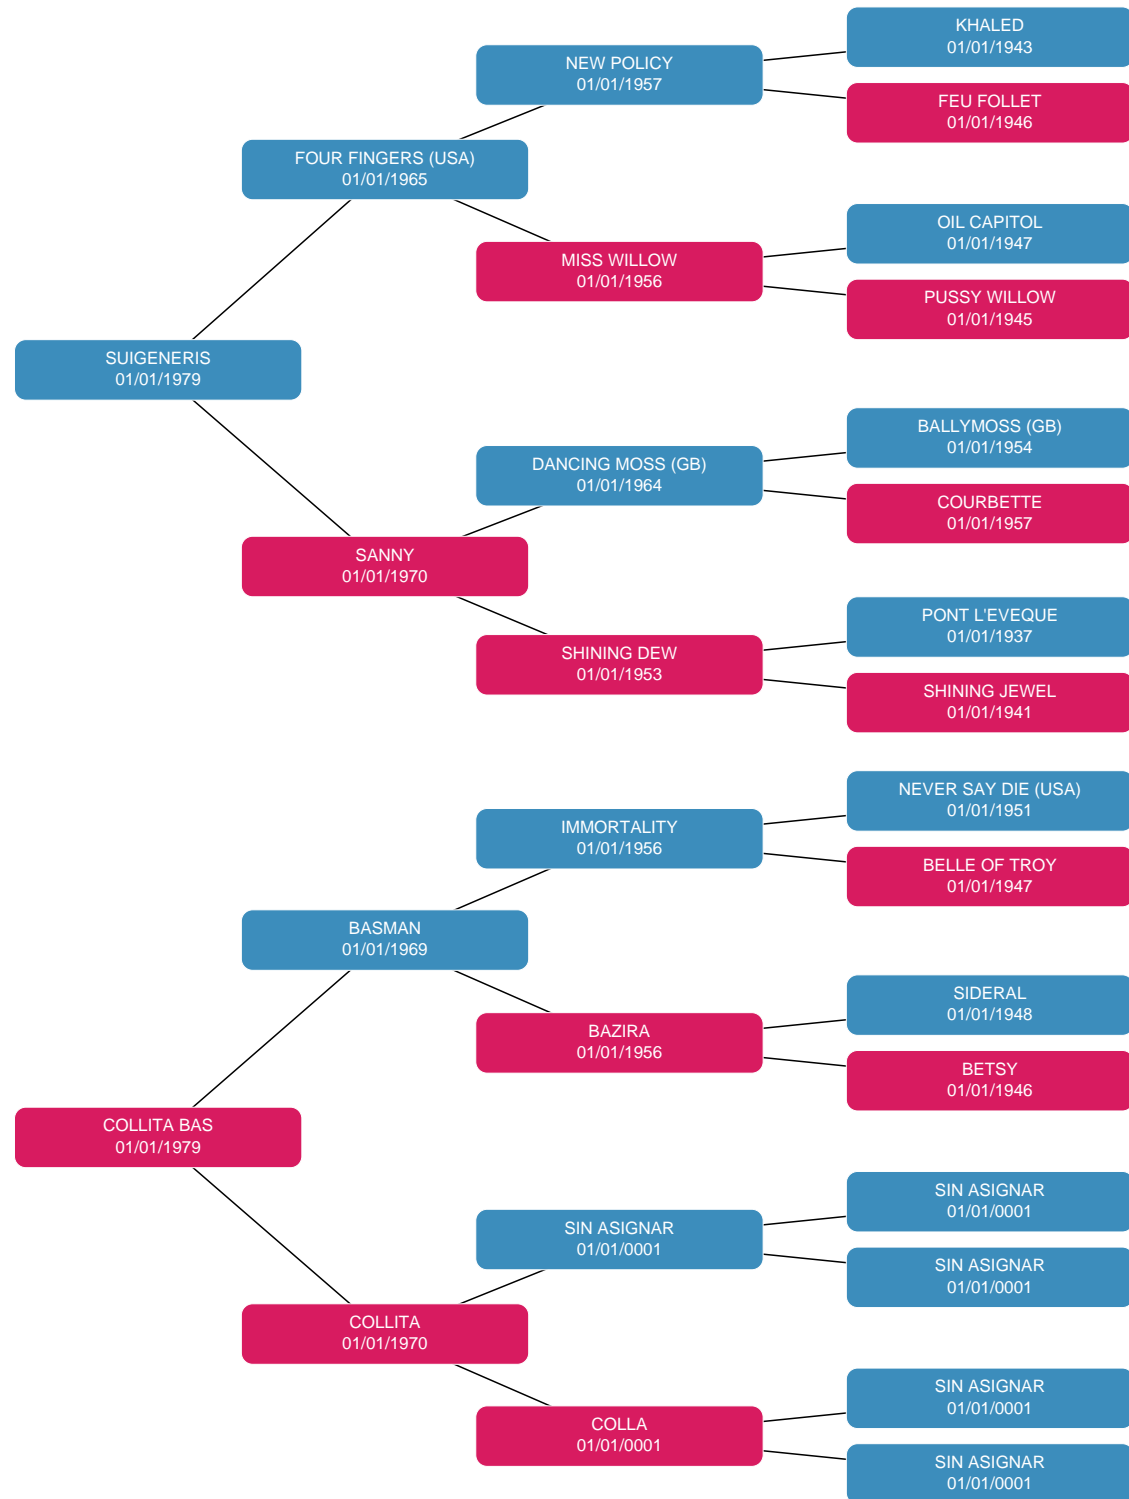 KHALED
01/01/1943
NEW POLICY
01/01/1957
FEU FOLLET
01/01/1946
FOUR FINGERS (USA)
01/01/1965
OIL CAPITOL
01/01/1947
MISS WILLOW
01/01/1956
PUSSY WILLOW
01/01/1945
SUIGENERIS
01/01/1979
BALLYMOSS (GB)
01/01/1954
DANCING MOSS (GB)
01/01/1964
COURBETTE
01/01/1957
SANNY
01/01/1970
PONT L'EVEQUE
01/01/1937
SHINING DEW
01/01/1953
SHINING JEWEL
01/01/1941
NEVER SAY DIE (USA)
01/01/1951
IMMORTALITY
01/01/1956
BELLE OF TROY
01/01/1947
BASMAN
01/01/1969
SIDERAL
01/01/1948
BAZIRA
01/01/1956
BETSY
01/01/1946
COLLITA BAS
01/01/1979
SIN ASIGNAR
01/01/0001
SIN ASIGNAR
01/01/0001
SIN ASIGNAR
01/01/0001
COLLITA
01/01/1970
SIN ASIGNAR
01/01/0001
COLLA
01/01/0001
SIN ASIGNAR
01/01/0001